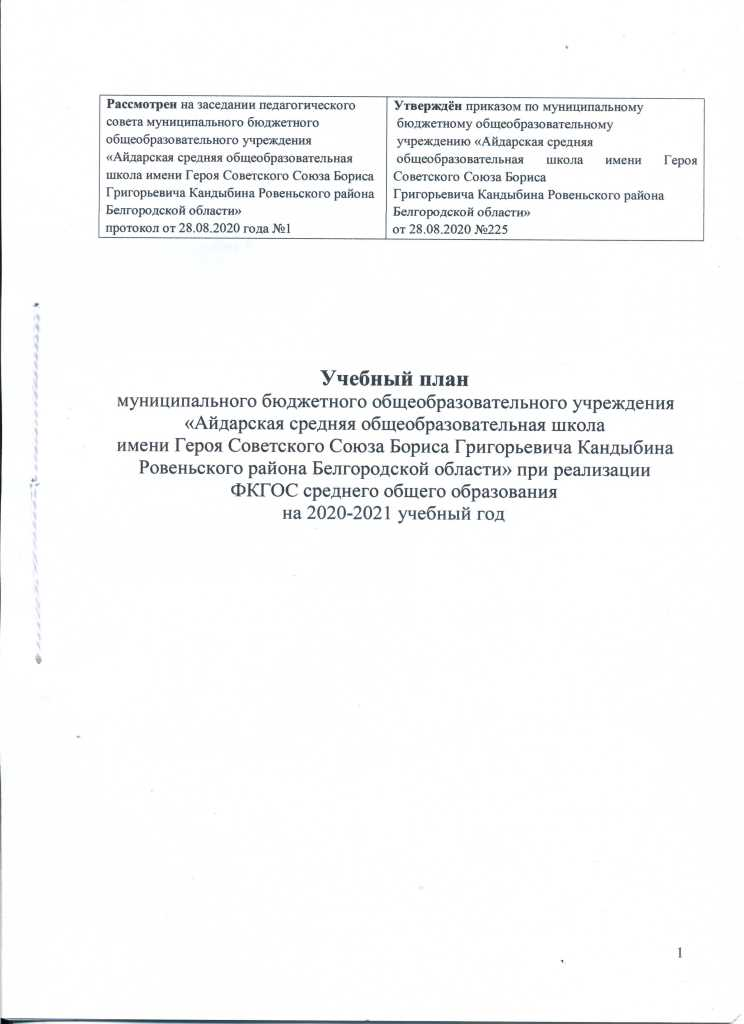 Рассмотрен на заседании педагогического
совета муниципального бюджетного
общеобразовательного учреждения
«Айдарская средняя общеобразовательная
школа имени Героя Советского Союза Бориса
Григорьевича Кандыбина Ровеньского района
Белгородской области»
протокол от 28.08.2020 года №1
Утверждён приказом по муниципальному
бюджетному общеобразовательному
учреждению «Айдарская средняя
общеобразовательная школа имени Героя
Советского Союза Бориса
Григорьевича Кандыбина Ровеньского района
Белгородской области»
от 28.08.2020 №225
Учебный план
муниципального бюджетного общеобразовательного учреждения
«Айдарская средняя общеобразовательная школа
имени Героя Советского Союза Бориса Григорьевича Кандыбина
Ровеньского района Белгородской области» при реализации
ФКГОС среднего общего образования
на 2020-2021 учебный год
1